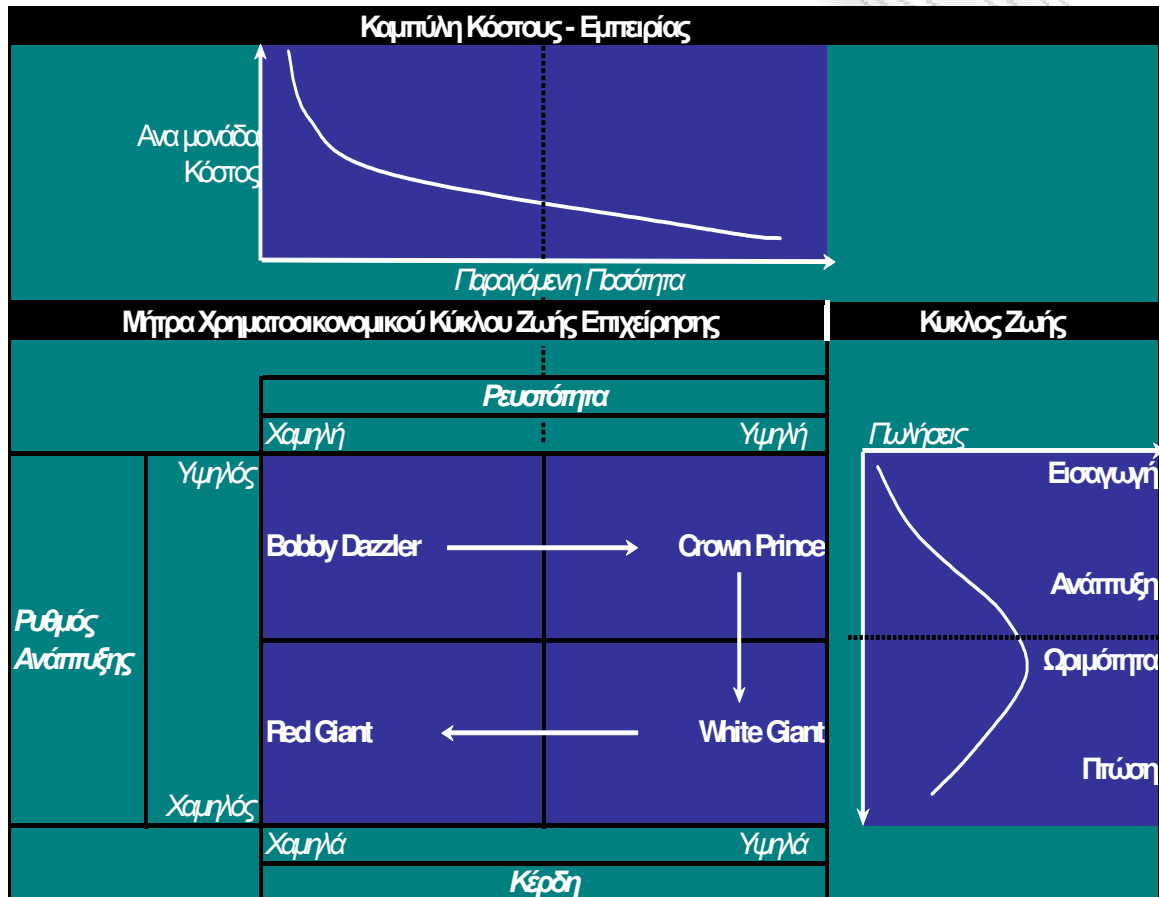 Καμπύλη Κόστους - Εμπειρίας
Ανα μονάδα
Κόστος
Παραγόμενη Ποσότητα
Μήτρα Χρηματοοικονομικού Κύκλου Ζωής Επιχείρησης
Κυκλος Ζωής
Ρευστότητα
Χαμηλή
Υψηλή
Πωλήσεις
Υψηλός
Εισαγωγή
Bobby Dazzler
Crown Prince
Ανάπτυξη
Ρυθμός
Ανάπτυξης
Ωριμότητα
Red Giant
White Giant
Πτώση
Χαμηλός
Χαμηλά
Υψηλά
Κέρδη